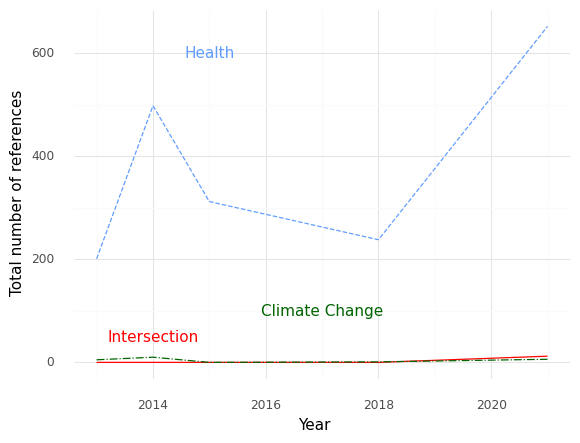 600
400
200
0
Total number of references
Health
Climate Change
Intersection
2014 2016 2018 2020
Year